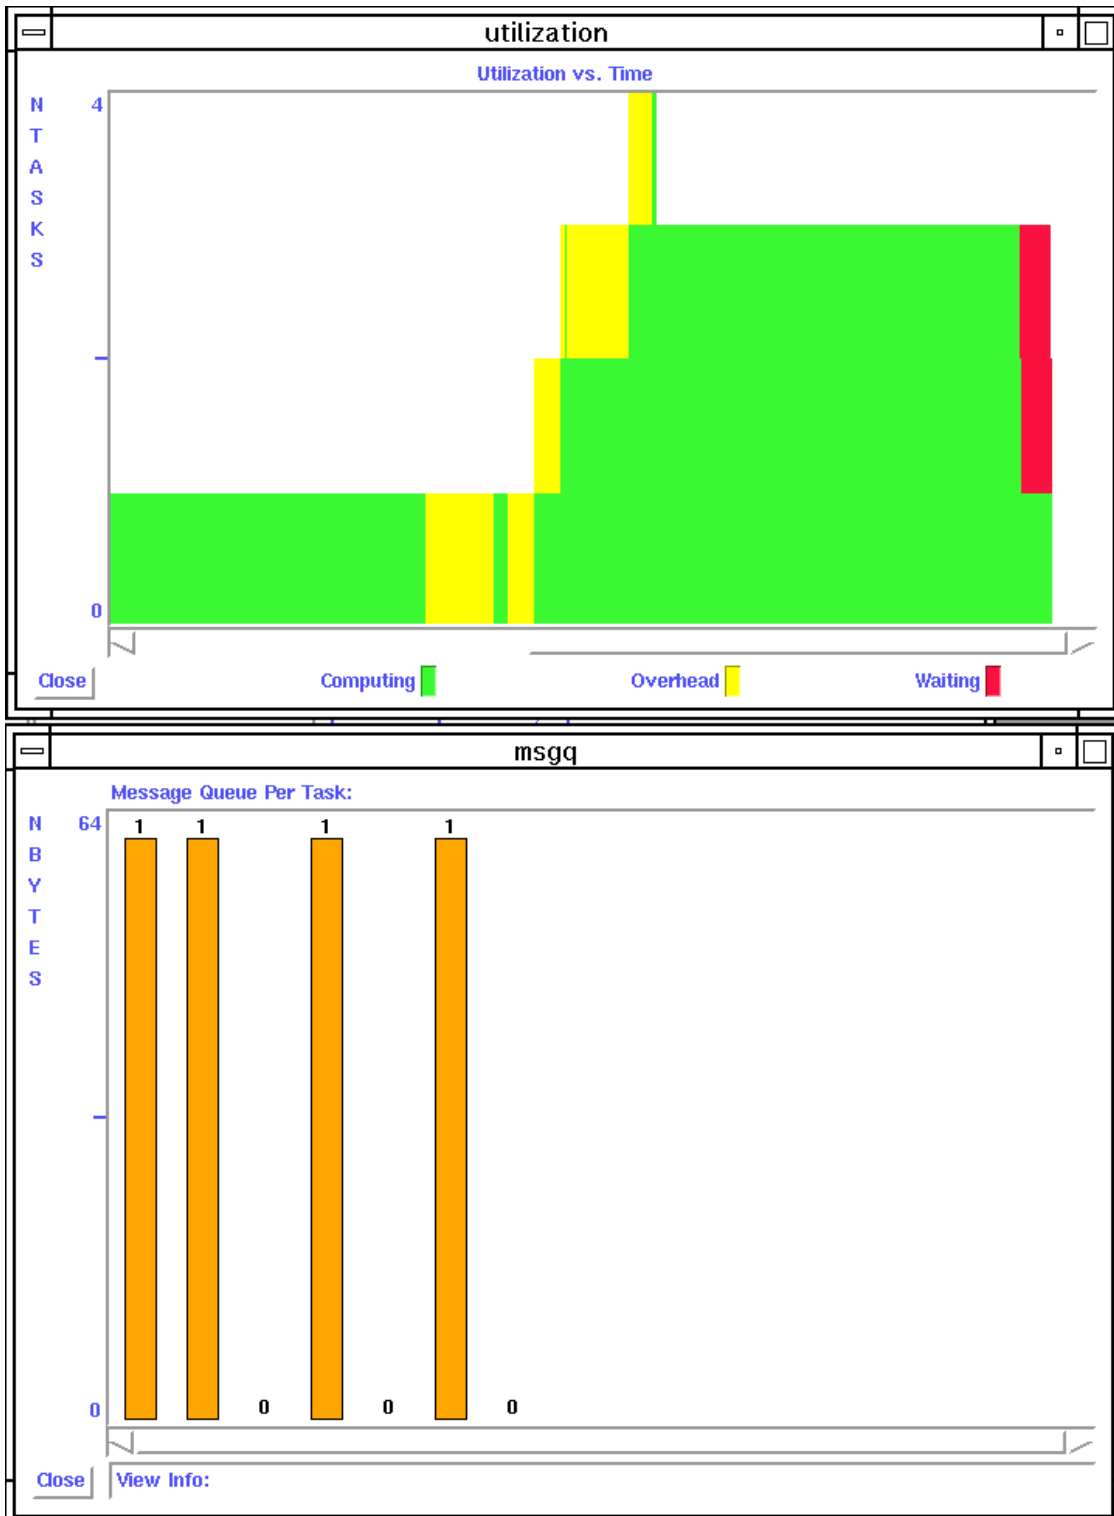 utilization
Utilization vs. Time
N 4
T
A
S
K
S
0
Close Computing Overhead Waiting
msgq
Message Queue Per Task:
N 64 1 1 1 1
B
Y
T
E
S
0 0 0 0
Close View Info: